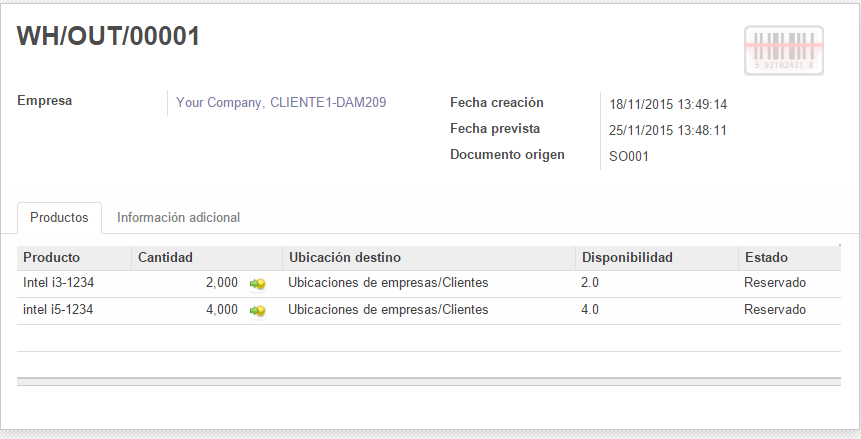 WH/OUT/00001
Empresa
Your Company, CLIENTE1-DAM209
Fecha creación 18/11/2015 13:49:14
Fecha prevista 25/11/2015 13:48:11
Documento origen SO001
Productos Información adicional
Producto Cantidad Ubicación destino Disponibilidad Estado
Intel i3-1234 2,000 Ubicaciones de empresas/Clientes 2.0 Reservado
intel i5-1234 4,000 Ubicaciones de empresas/Clientes 4.0 Reservado